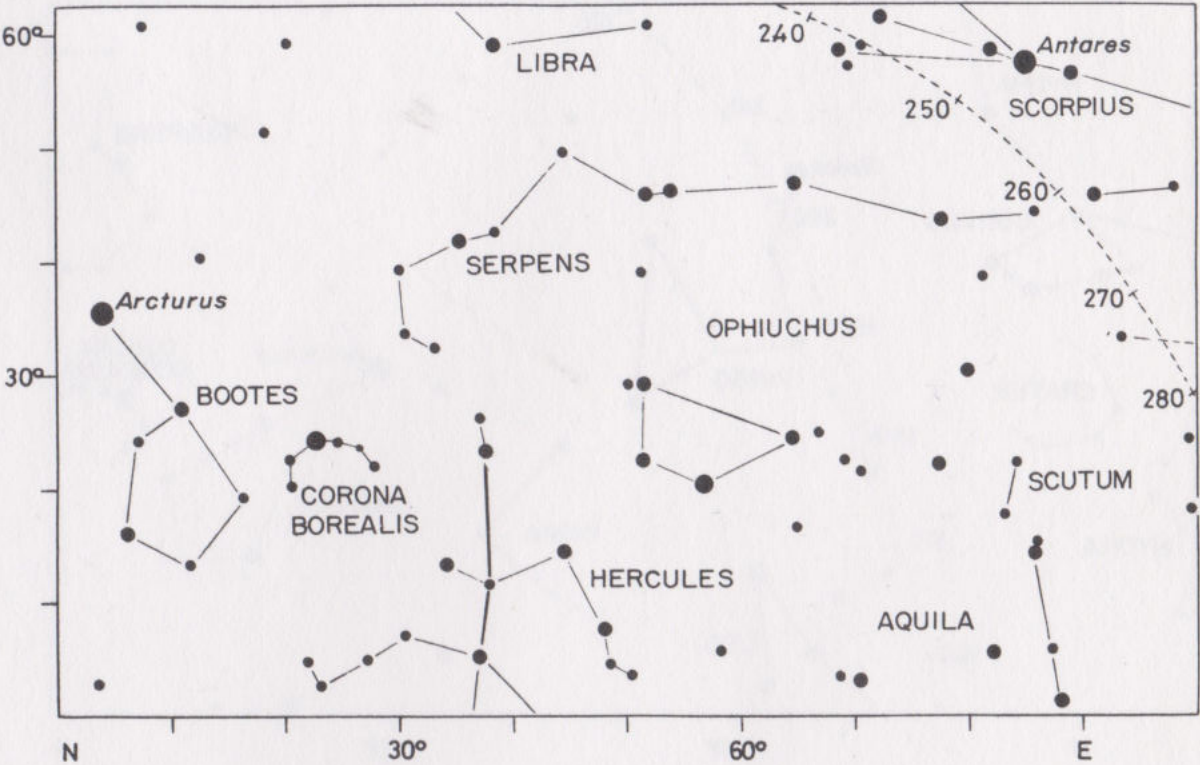 60°
240
Antares
LIBRA
250
SCORPIUS
260
SERPENS
270
Arcturus
OPHIUCHUS
30°
BOOTES
280
CORONA
BOREALIS
SCUTUM
HERCULES
AQUILA
N
30°
60°
E